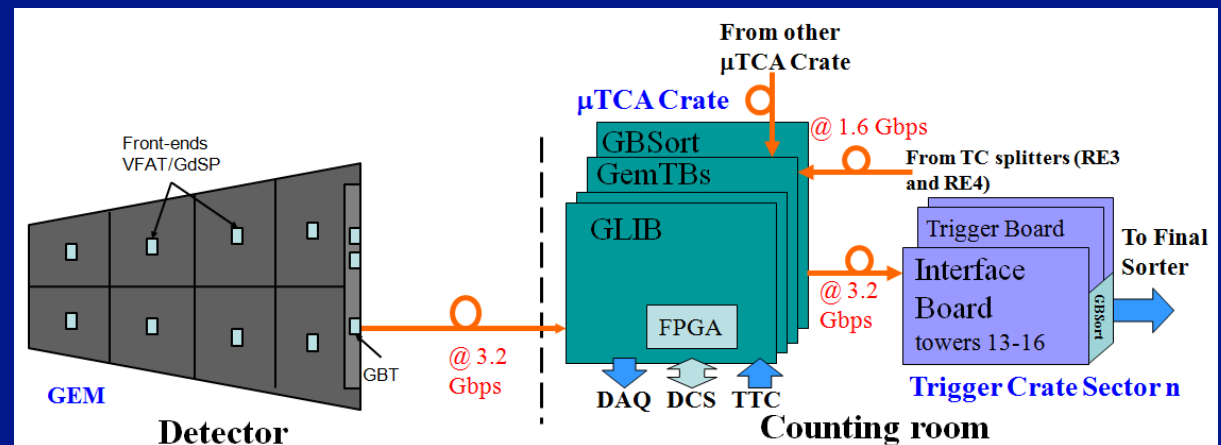 From other
μTCA Crate
μTCA Crate
@ 1.6 Gbps
GBSort
From TC splitters (RE3
and RE4)
GemTBs
Front-ends
VFAT/GdSP
GLIB
Trigger Board
To Final
Sorter
Interface
Board
towers 13-16
GBSort
@ 3.2
Gbps
FPGA
@ 3.2
Gbps
GBT
GEM
DAQ DCS TTC
Trigger Crate Sector n
Detector
Counting room